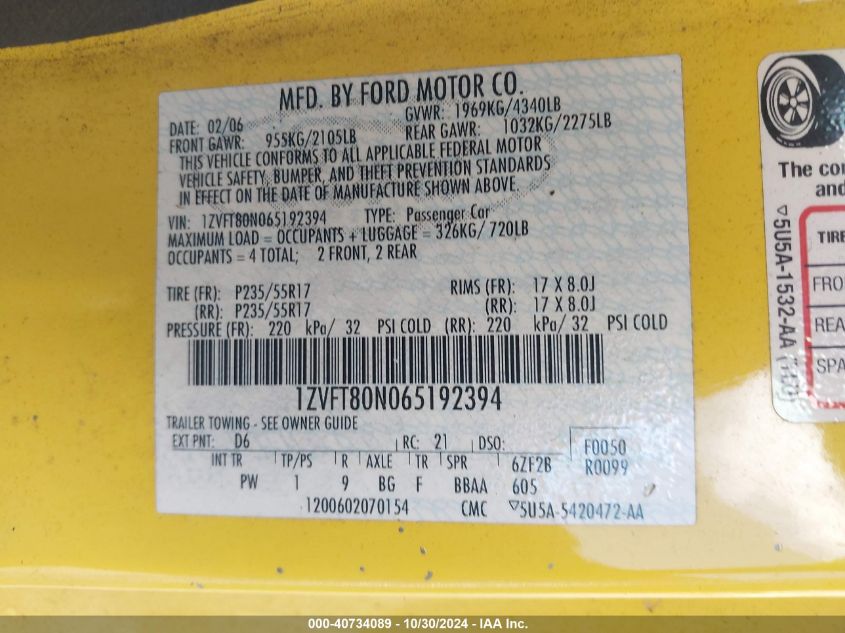 MFD. BY FORD MOTOR CO.
DATE: 02/06 GVWR: 1969KG/4340LB
FRONT GAWR: 955KG/2105LB REAR GAWR: 1032KG/2275LB
THIS VEHICLE CONFORMS TO ALL APPLICABLE FEDERAL MOTOR
VEHICLE SAFETY, BUMPER, AND THEFT PREVENTION STANDARDS
IN EFFECT ON THE DATE OF MANUFACTURE SHOWN ABOVE.
VIN: 1ZVFT80N065192394 TYPE: Passenger Car
MAXIMUM LOAD = OCCUPANTS + LUGGAGE = 326KG/ 720LB
OCCUPANTS = 4 TOTAL; 2 FRONT, 2 REAR
TIRE (FR): P235/55R17 RIMS (FR): 17 X 8.0J
(RR): P235/55R17 (RR): 17 X 8.0J
PRESSURE (FR): 220 kPa/ 32 PSI COLD (RR): 220 kPa/ 32 PSI COLD
1ZVFT80N065192394
TRAILER TOWING - SEE OWNER GUIDE
EXT PNT: D6 RC: 21 DSO: F0050
INT TR TP/PS R AXLE TR SPR 6ZF2B R0099
PW 1 9 BG F BBAA 605
1200602070154 CMC ▽5U5A-5420472-AA
The co
and
▽5U5A-1532-AA
TIRE
FRO
REA
SPA
000-40734089 - 10/30/2024 - IAA Inc.